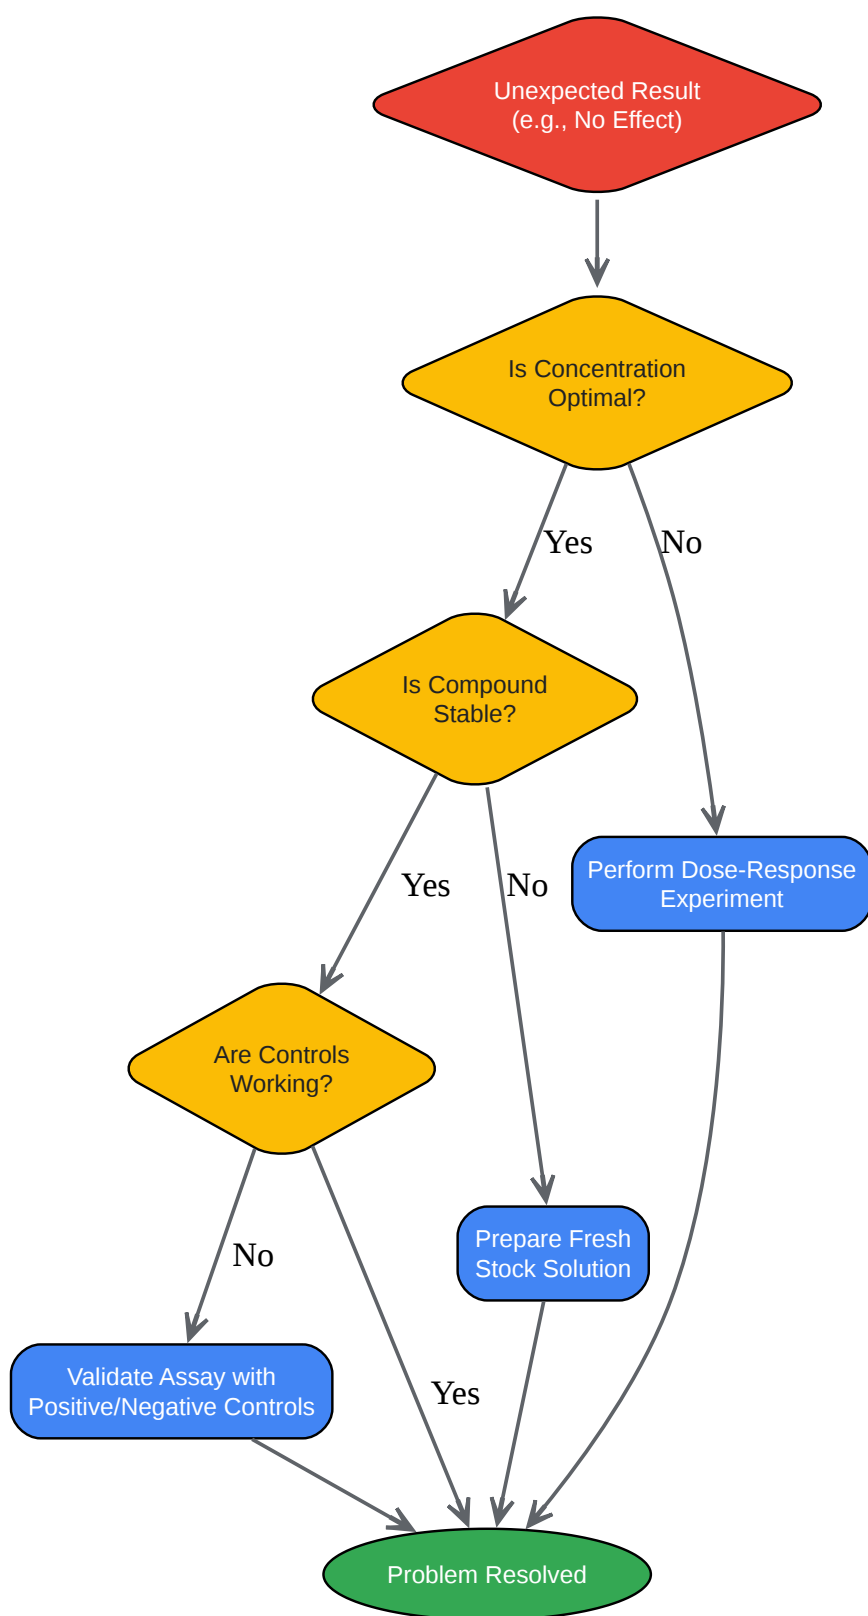 Unexpected Result
(e.g., No Effect)
Is Concentration
Optimal?
Yes
No
Is Compound
Stable?
Yes
No
Perform Dose-Response
Experiment
Are Controls
Working?
No
Yes
Prepare Fresh
Stock Solution
Validate Assay with
Positive/Negative Controls
Problem Resolved